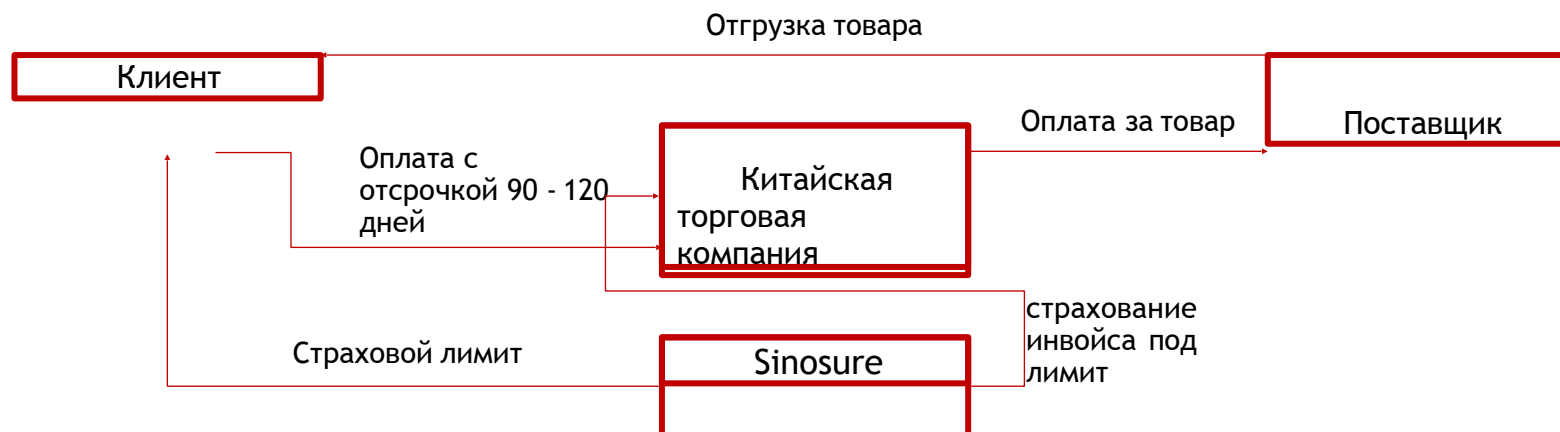 Отгрузка товара
Клиент
Оплата за товар
Поставщик
Оплата с
отсрочкой 90 - 120
дней
Китайская
торговая
компания
страхование
инвойса под
лимит
Страховой лимит
Sinosure